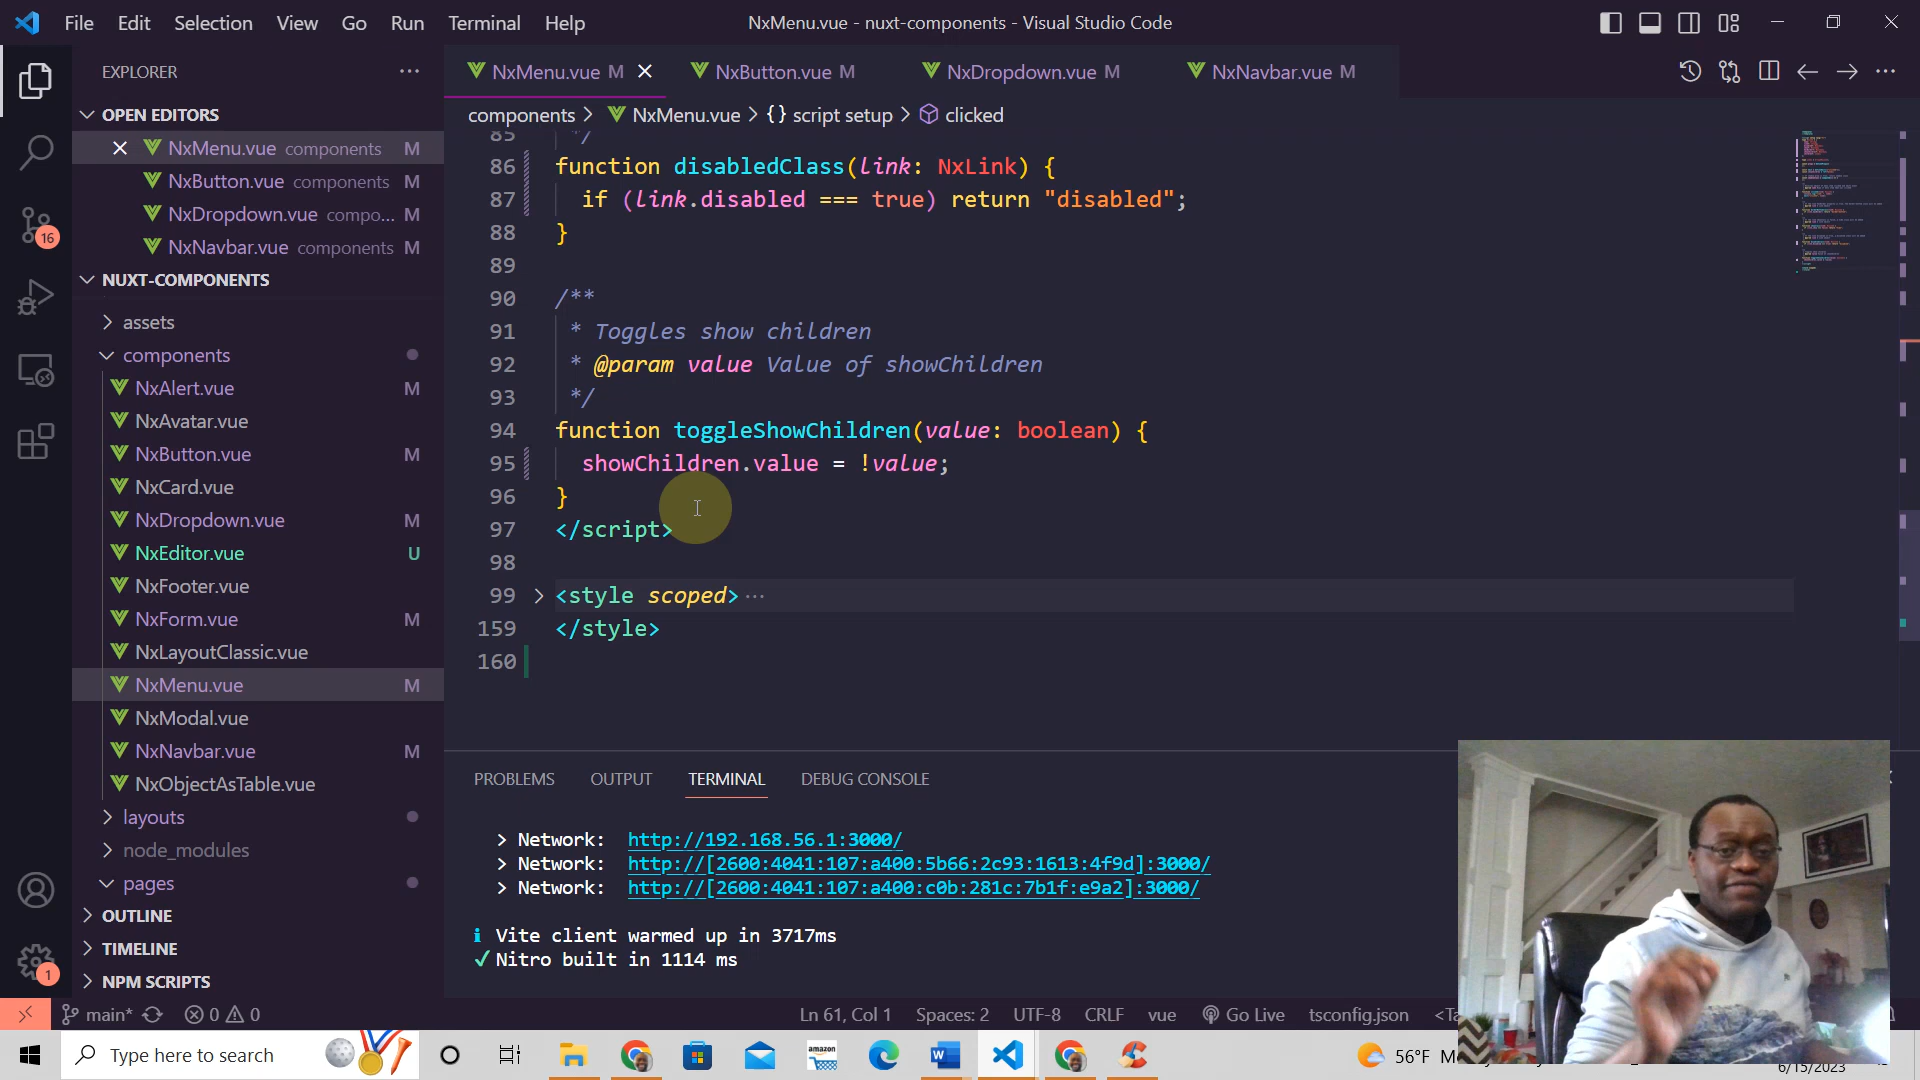 File Edit Selection View Go Run Terminal Help
NxMenu.vue - nuxt-components - Visual Studio Code
EXPLORER
OPEN EDITORS
NxMenu.vue components M
NxButton.vue components M
NxDropdown.vue compo... M
NxNavbar.vue components M
NUXT-COMPONENTS
assets
components
NxAlert.vue M
NxAvatar.vue
NxButton.vue M
NxCard.vue
NxDropdown.vue M
NxEditor.vue U
NxFooter.vue
NxForm.vue M
NxLayoutClassic.vue
NxMenu.vue M
NxModal.vue
NxNavbar.vue M
NxObjectAsTable.vue
layouts
node_modules
pages
OUTLINE
TIMELINE
NPM SCRIPTS
16
1
NxMenu.vue M NxButton.vue M NxDropdown.vue M NxNavbar.vue M
components > NxMenu.vue > {} script setup > clicked
85 */
86 function disabledClass(link: NxLink) {
87 if (link.disabled === true) return "disabled";
88 }
89
90 /**
91 * Toggles show children
92 * @param value Value of showChildren
93 */
94 function toggleShowChildren(value: boolean) {
95 showChildren.value = !value;
96 }
97 </script>
98
99 <style scoped>···
159 </style>
160
PROBLEMS OUTPUT TERMINAL DEBUG CONSOLE
> Network: http://192.168.56.1:3000/
> Network: http://[2600:4041:107:a400:5b66:2c93:1613:4f9d]:3000/
> Network: http://[2600:4041:107:a400:c0b:281c:7b1f:e9a2]:3000/
i Vite client warmed up in 3717ms
✓ Nitro built in 1114 ms
main* 0 0 Ln 61, Col 1 Spaces: 2 UTF-8 CRLF vue Go Live tsconfig.json
Type here to search
amazon
56°F
6/15/2023